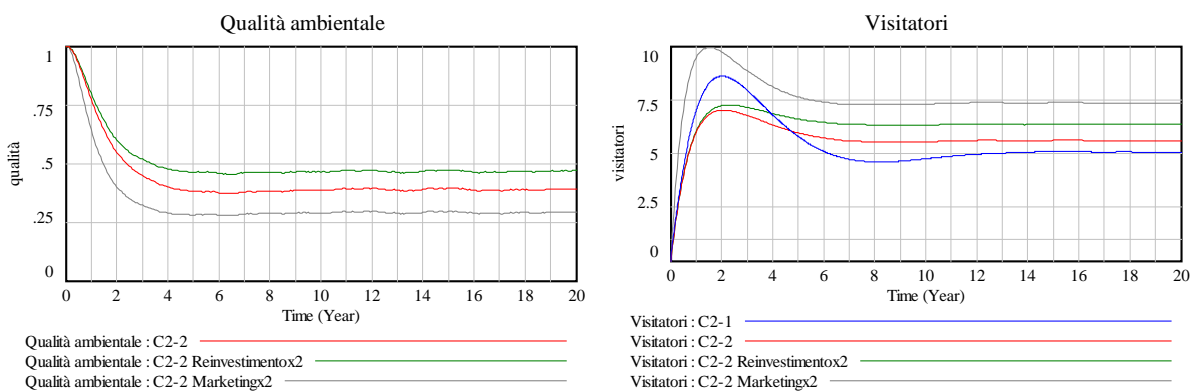 Qualità ambientale
1
.75
.5
.25
0
qualità
0 2 4 6 8 10 12 14 16 18 20
Time (Year)
Qualità ambientale : C2-2
Qualità ambientale : C2-2 Reinvestimentox2
Qualità ambientale : C2-2 Marketingx2
Visitatori
10
7.5
5
2.5
0
visitatori
0 2 4 6 8 10 12 14 16 18 20
Time (Year)
Visitatori : C2-1
Visitatori : C2-2
Visitatori : C2-2 Reinvestimentox2
Visitatori : C2-2 Marketingx2